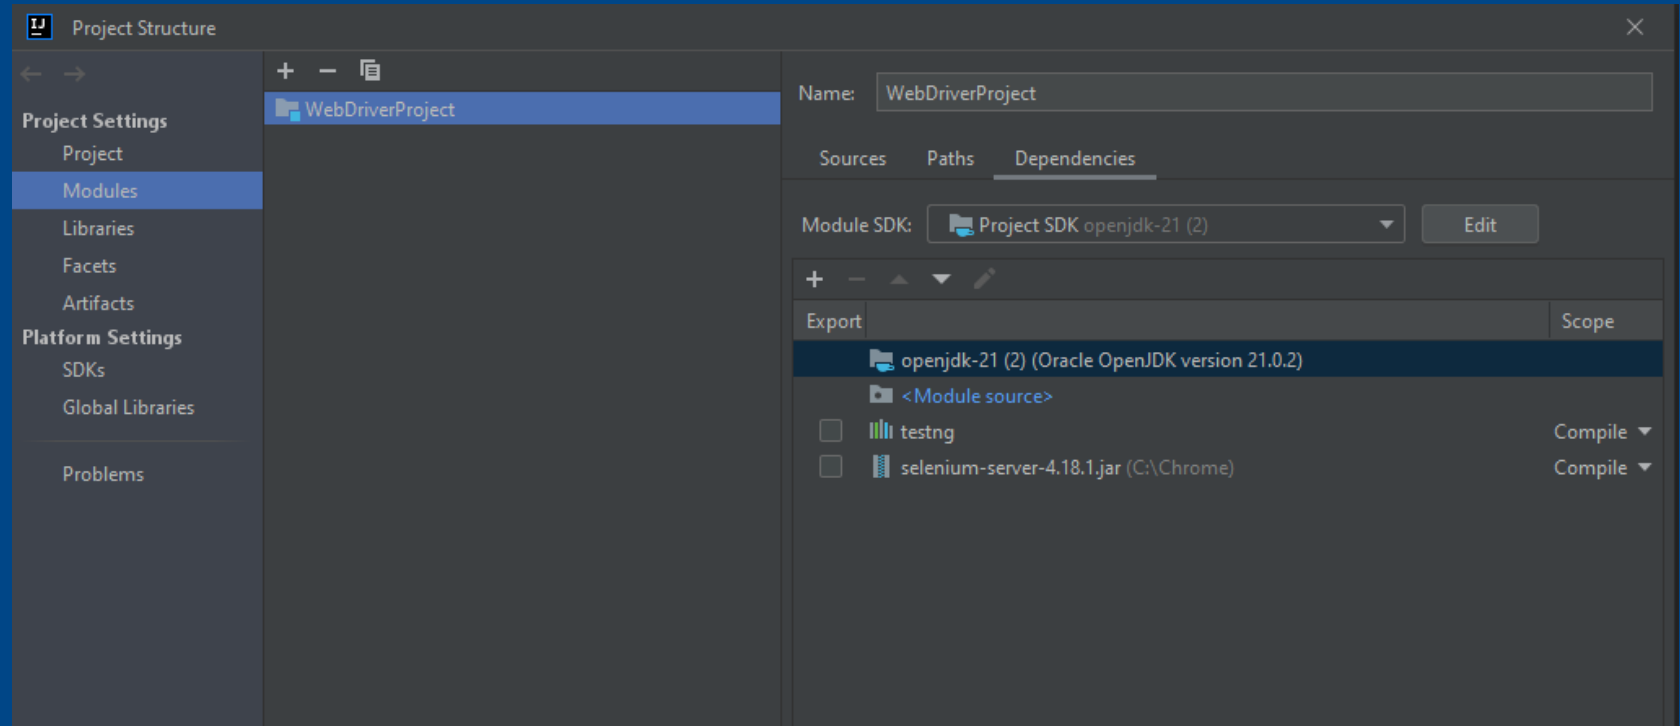 IJ
Project Structure
Project Settings
Project
Modules
Libraries
Facets
Artifacts
Platform Settings
SDKs
Global Libraries
Problems
WebDriverProject
Name: WebDriverProject
Sources Paths Dependencies
Module SDK: Project SDK openjdk-21 (2) Edit
Export Scope
openjdk-21 (2) (Oracle OpenJDK version 21.0.2)
<Module source>
testng Compile
selenium-server-4.18.1.jar (C:\Chrome) Compile